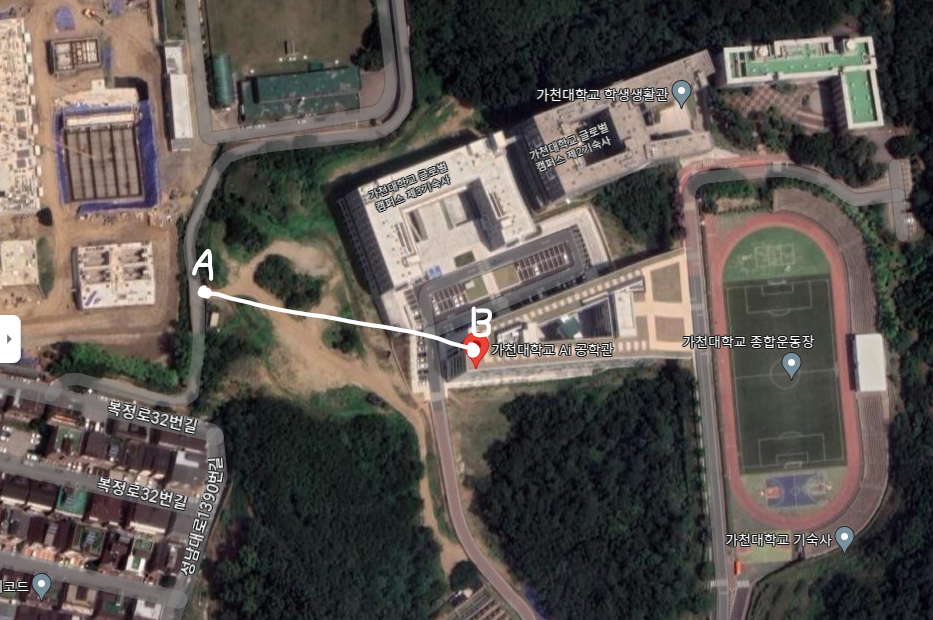 가천대학교 학생생활관
가천대학교 글로벌
캠퍼스 제2기숙사
가천대학교 글로벌
캠퍼스 제3기숙사
A
B
가천대학교 AI 공학관
가천대학교 종합운동장
복정로32번길
복정로32번길
성남대로1390번길
가천대학교 기숙사
코드